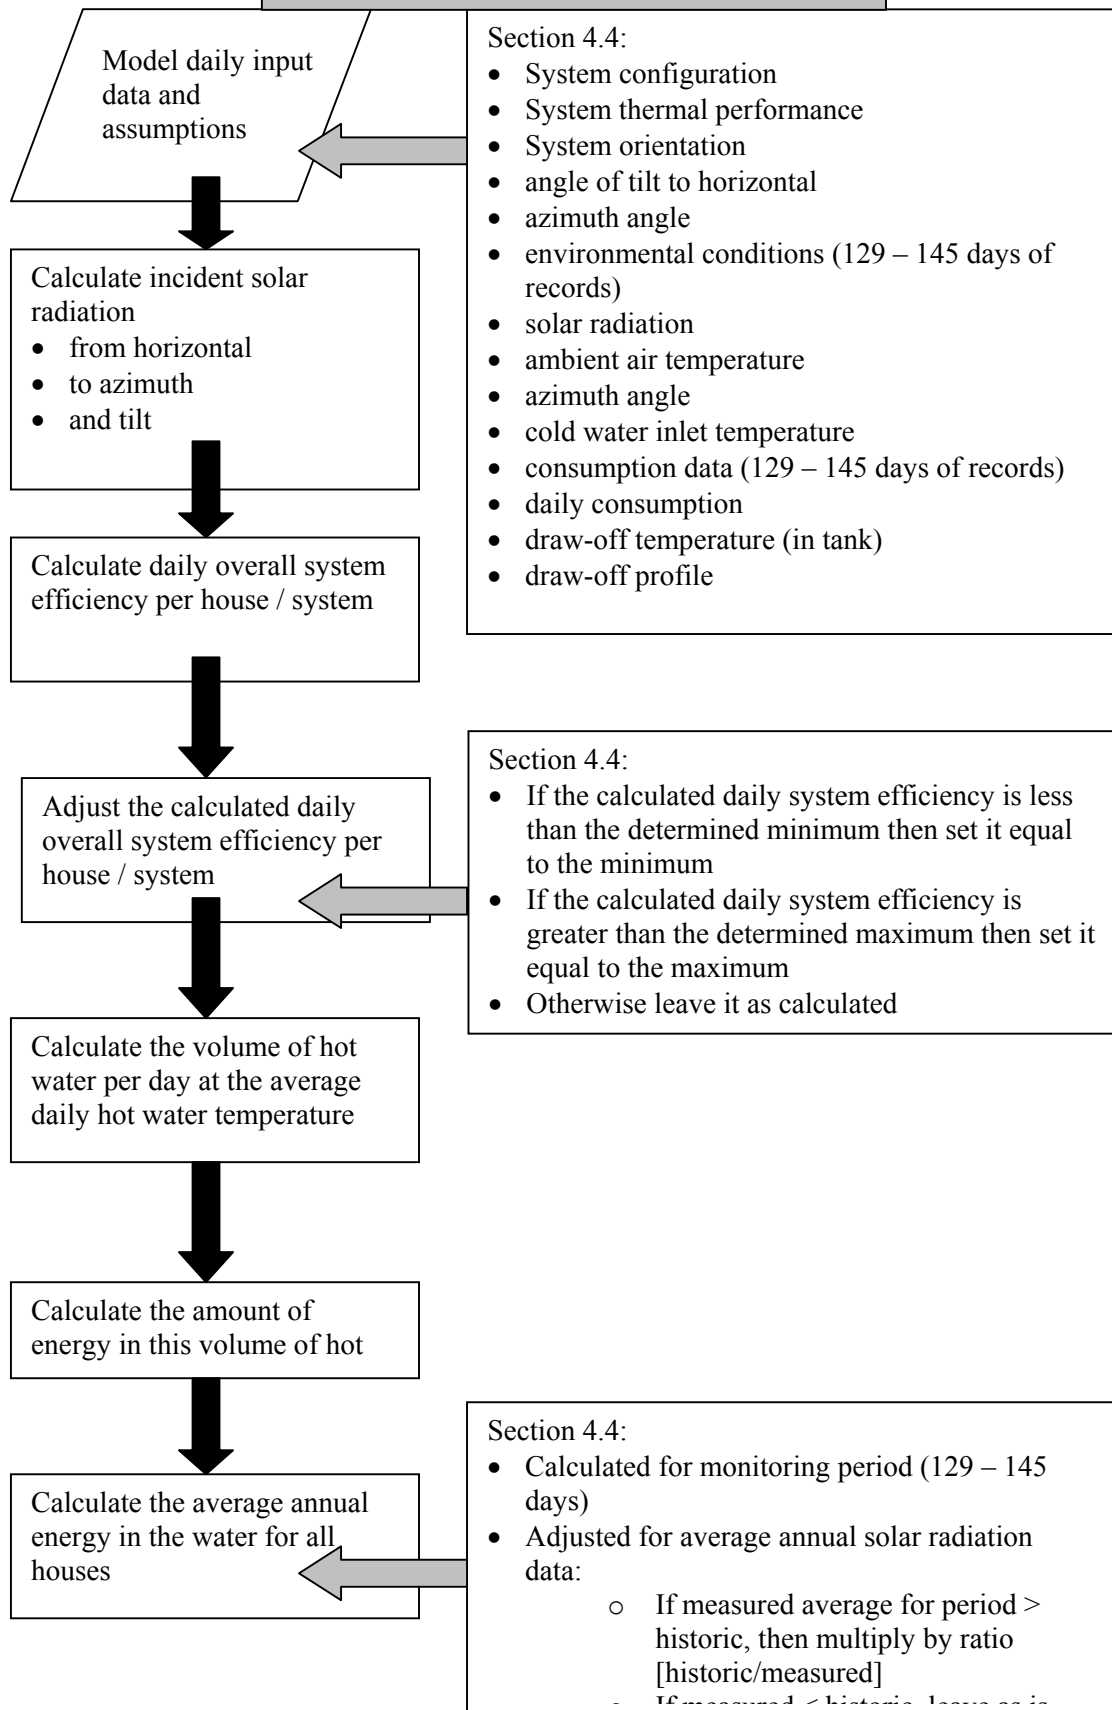 Model daily input
data and
assumptions
Section 4.4:
• System configuration
• System thermal performance
• System orientation
• angle of tilt to horizontal
• azimuth angle
• environmental conditions (129 – 145 days of
records)
• solar radiation
• ambient air temperature
• azimuth angle
• cold water inlet temperature
• consumption data (129 – 145 days of records)
• daily consumption
• draw-off temperature (in tank)
• draw-off profile
Calculate incident solar
radiation
• from horizontal
• to azimuth
• and tilt
Calculate daily overall system
efficiency per house / system
Adjust the calculated daily
overall system efficiency per
house / system
Section 4.4:
• If the calculated daily system efficiency is less
than the determined minimum then set it equal
to the minimum
• If the calculated daily system efficiency is
greater than the determined maximum then set it
equal to the maximum
• Otherwise leave it as calculated
Calculate the volume of hot
water per day at the average
daily hot water temperature
Calculate the amount of
energy in this volume of hot
Calculate the average annual
energy in the water for all
houses
Section 4.4:
• Calculated for monitoring period (129 – 145
days)
• Adjusted for average annual solar radiation
data:
o If measured average for period >
historic, then multiply by ratio
[historic/measured]
If measured < historic, leave as is